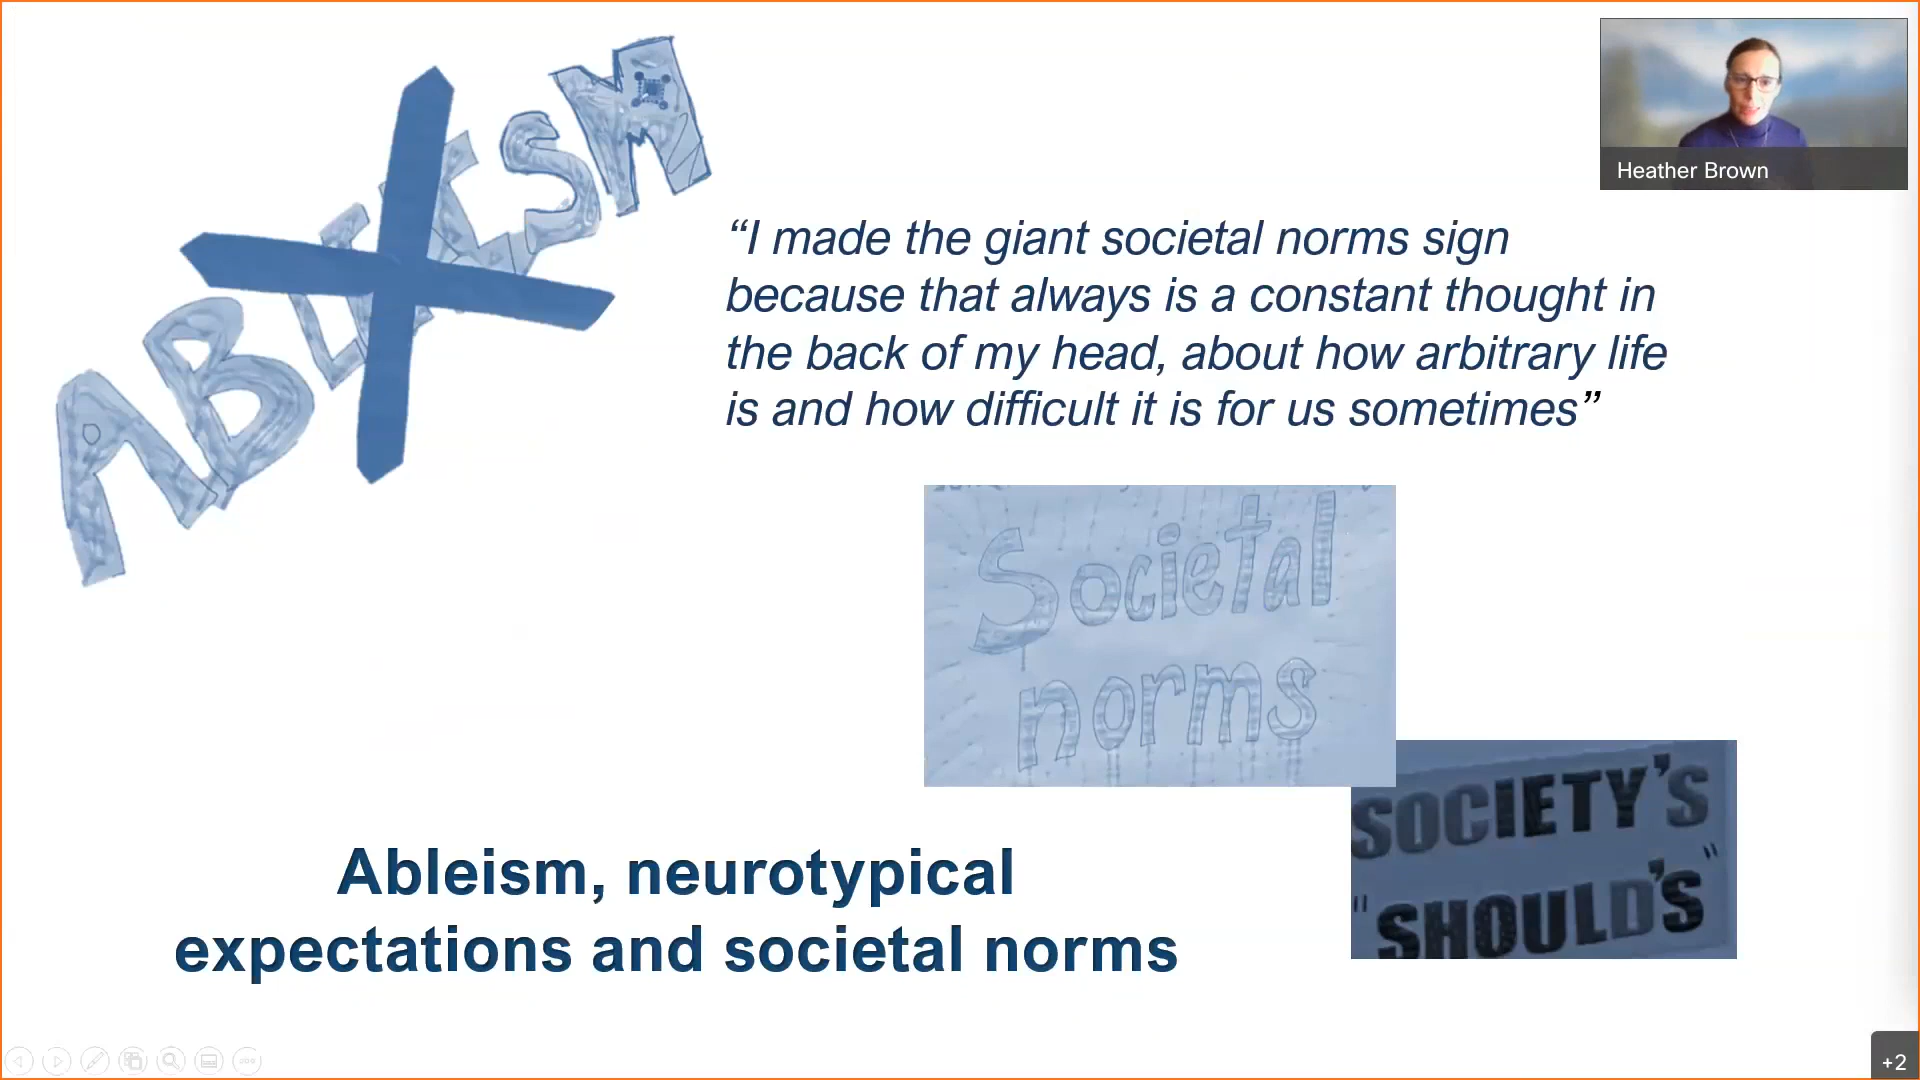 ABLEISM
Heather Brown
“I made the giant societal norms sign
because that always is a constant thought in
the back of my head, about how arbitrary life
is and how difficult it is for us sometimes”
Societal
norms
SOCIETY’S
“SHOULD’S”
Ableism, neurotypical
expectations and societal norms
+2